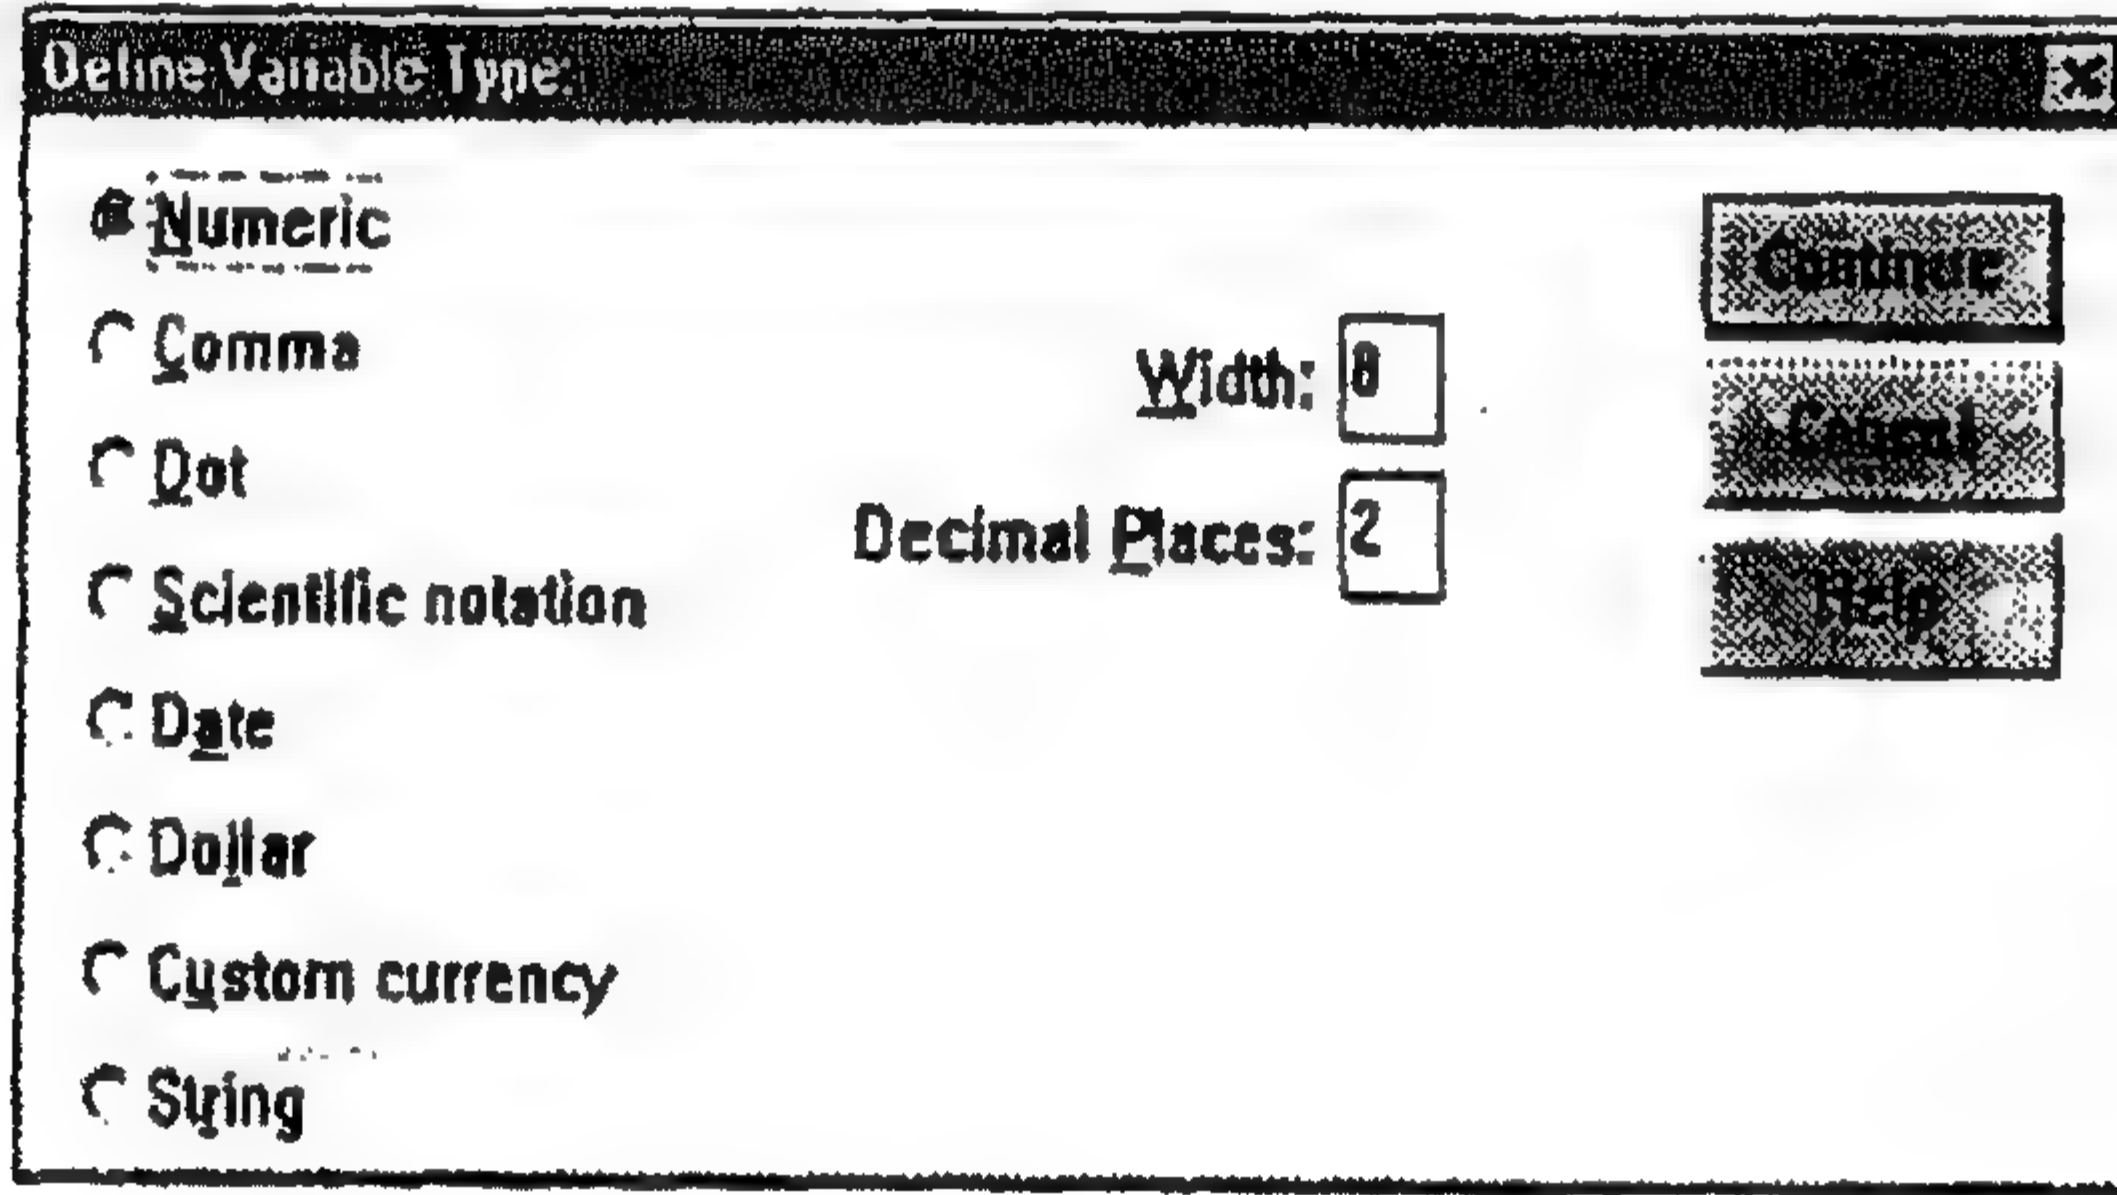 Define Variable Type:
Numeric
Comma
Dot
Scientific notation
Date
Dollar
Custom currency
String
Width: 8
Decimal Places: 2
Continue
Cancel
Help